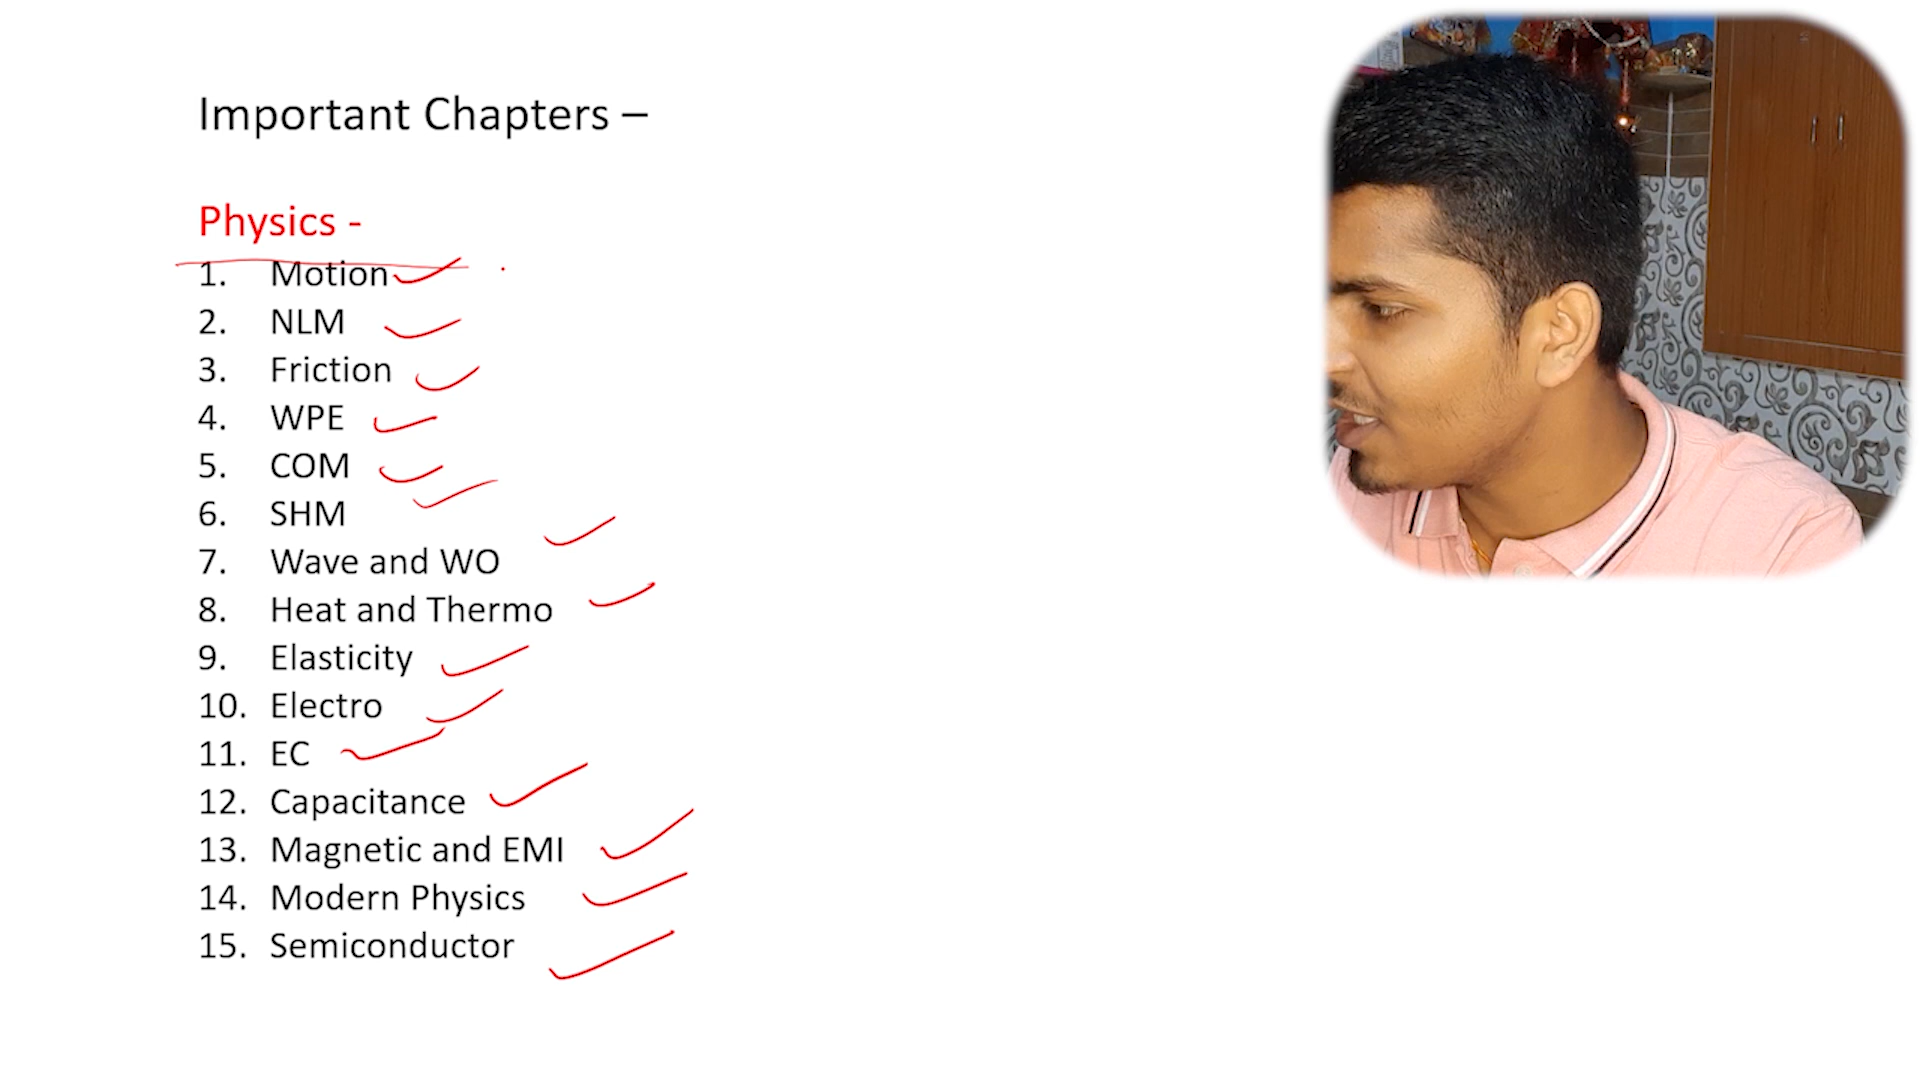 Important Chapters –
Physics -
1. Motion
2. NLM
3. Friction
4. WPE
5. COM
6. SHM
7. Wave and WO
8. Heat and Thermo
9. Elasticity
10. Electro
11. EC
12. Capacitance
13. Magnetic and EMI
14. Modern Physics
15. Semiconductor